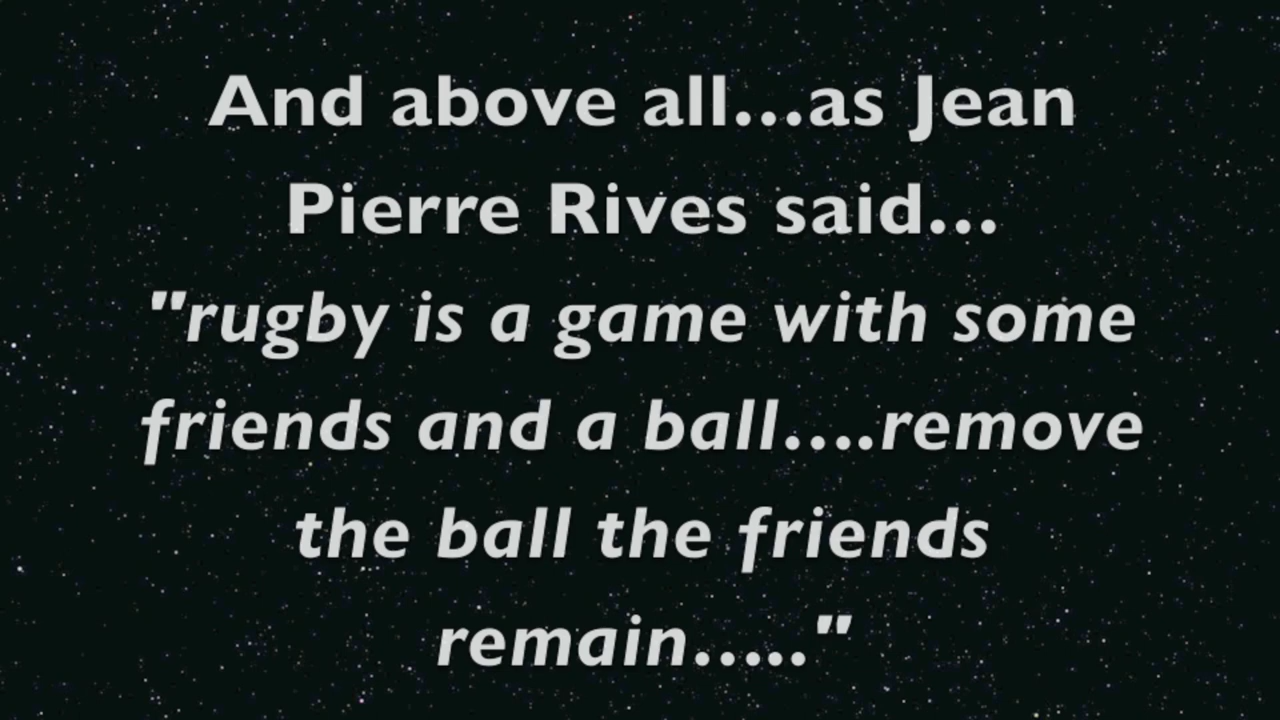 And above all...as Jean
Pierre Rives said...
"rugby is a game with some
friends and a ball....remove
the ball the friends
remain....."